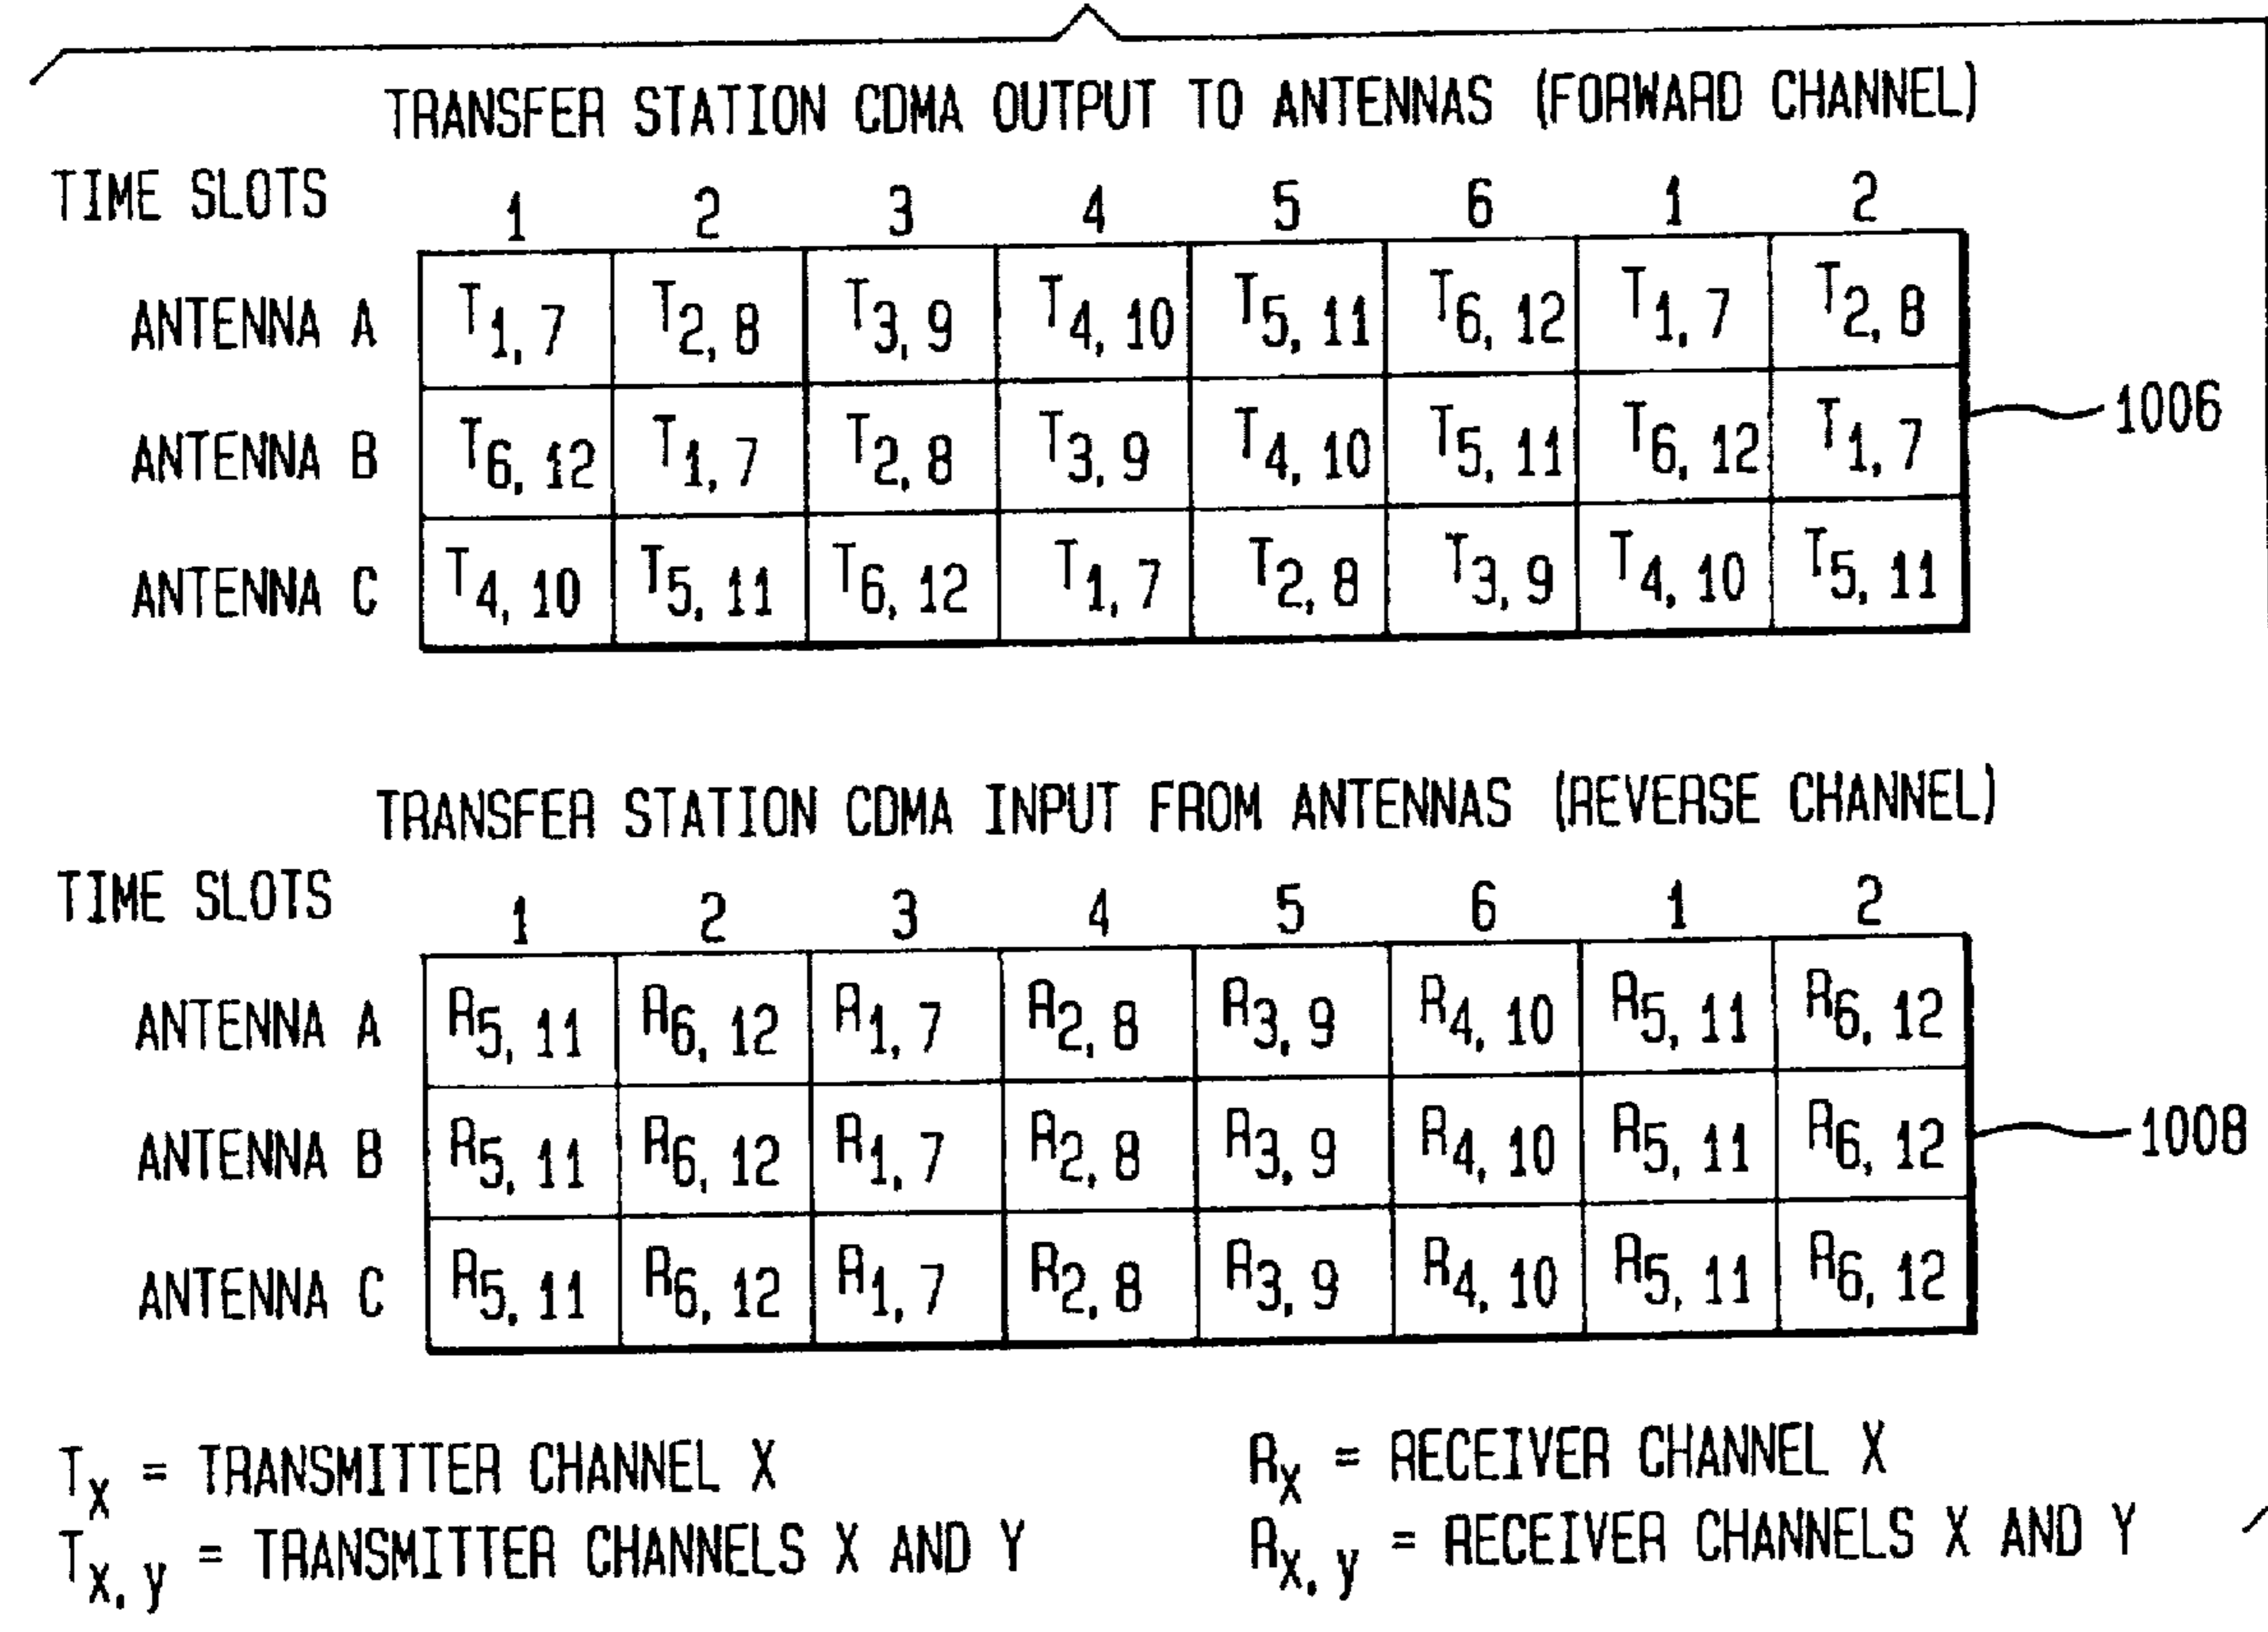 TRANSFER STATION CDMA OUTPUT TO ANTENNAS (FORWARD CHANNEL)
TIME SLOTS 1 2 3 4 5 6 1 2
ANTENNA A T1, 7 T2, 8 T3, 9 T4, 10 T5, 11 T6, 12 T1, 7 T2, 8
ANTENNA B T6, 12 T1, 7 T2, 8 T3, 9 T4, 10 T5, 11 T6, 12 T1, 7
1006
ANTENNA C T4, 10 T5, 11 T6, 12 T1, 7 T2, 8 T3, 9 T4, 10 T5, 11
TRANSFER STATION CDMA INPUT FROM ANTENNAS (REVERSE CHANNEL)
TIME SLOTS 1 2 3 4 5 6 1 2
ANTENNA A R5, 11 R6, 12 R1, 7 R2, 8 R3, 9 R4, 10 R5, 11 R6, 12
ANTENNA B R5, 11 R6, 12 R1, 7 R2, 8 R3, 9 R4, 10 R5, 11 R6, 12
1008
ANTENNA C R5, 11 R6, 12 R1, 7 R2, 8 R3, 9 R4, 10 R5, 11 R6, 12
Tx = TRANSMITTER CHANNEL X
Rx = RECEIVER CHANNEL X
Tx, y = TRANSMITTER CHANNELS X AND Y
Rx, y = RECEIVER CHANNELS X AND Y